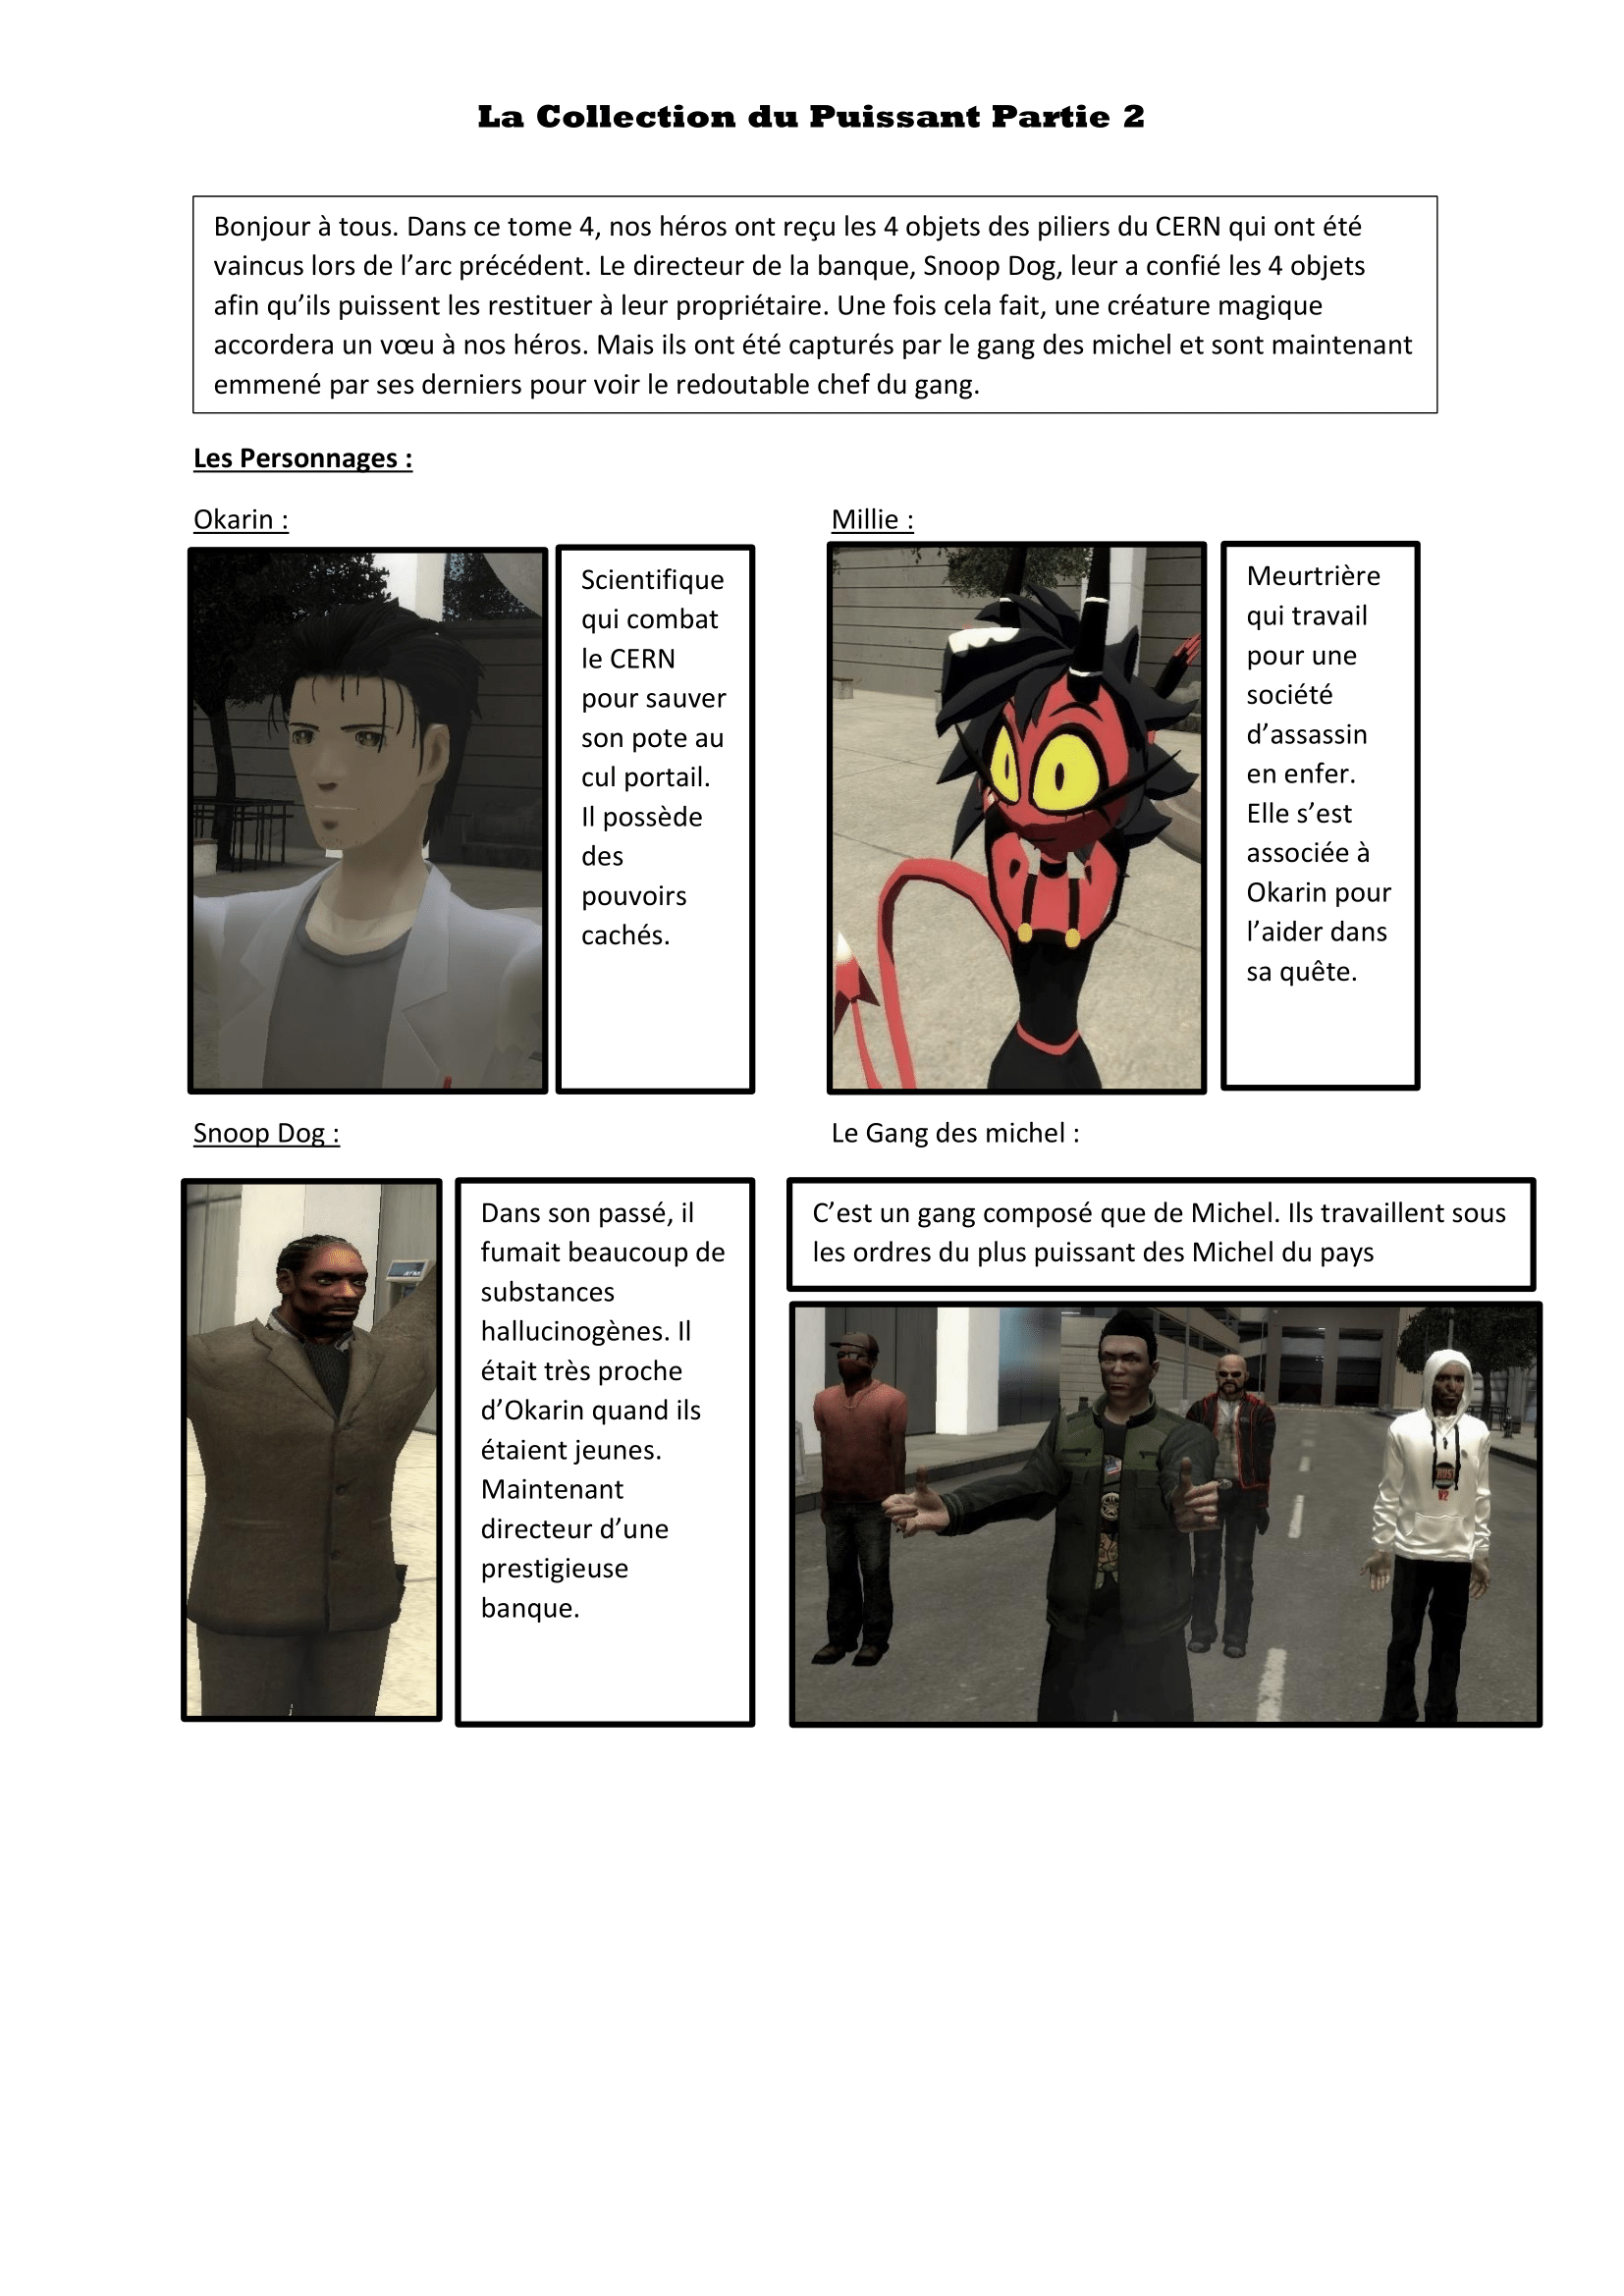 La Collection du Puissant Partie 2
Bonjour à tous. Dans ce tome 4, nos héros ont reçu les 4 objets des piliers du CERN qui ont été
vaincus lors de l’arc précédent. Le directeur de la banque, Snoop Dog, leur a confié les 4 objets
afin qu’ils puissent les restituer à leur propriétaire. Une fois cela fait, une créature magique
accordera un vœu à nos héros. Mais ils ont été capturés par le gang des michel et sont maintenant
emmené par ses derniers pour voir le redoutable chef du gang.
Les Personnages :
Okarin :
Scientifique
qui combat
le CERN
pour sauver
son pote au
cul portail.
Il possède
des
pouvoirs
cachés.
Millie :
Meurtrière
qui travail
pour une
société
d’assassin
en enfer.
Elle s’est
associée à
Okarin pour
l’aider dans
sa quête.
Snoop Dog :
Dans son passé, il
fumait beaucoup de
substances
hallucinogènes. Il
était très proche
d’Okarin quand ils
étaient jeunes.
Maintenant
directeur d’une
prestigieuse
banque.
Le Gang des michel :
C’est un gang composé que de Michel. Ils travaillent sous
les ordres du plus puissant des Michel du pays
V2